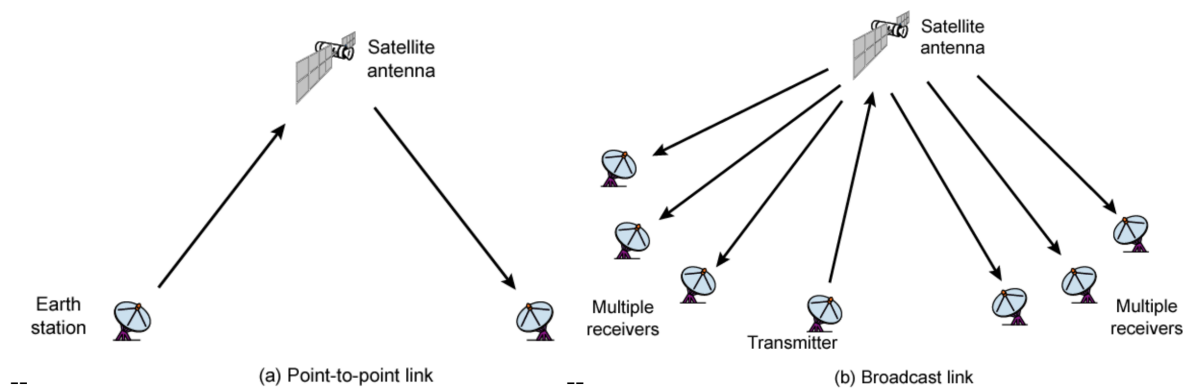 Satellite
antenna
Earth
station
(a) Point-to-point link
Satellite
antenna
Multiple
receivers
Transmitter
Multiple
receivers
(b) Broadcast link